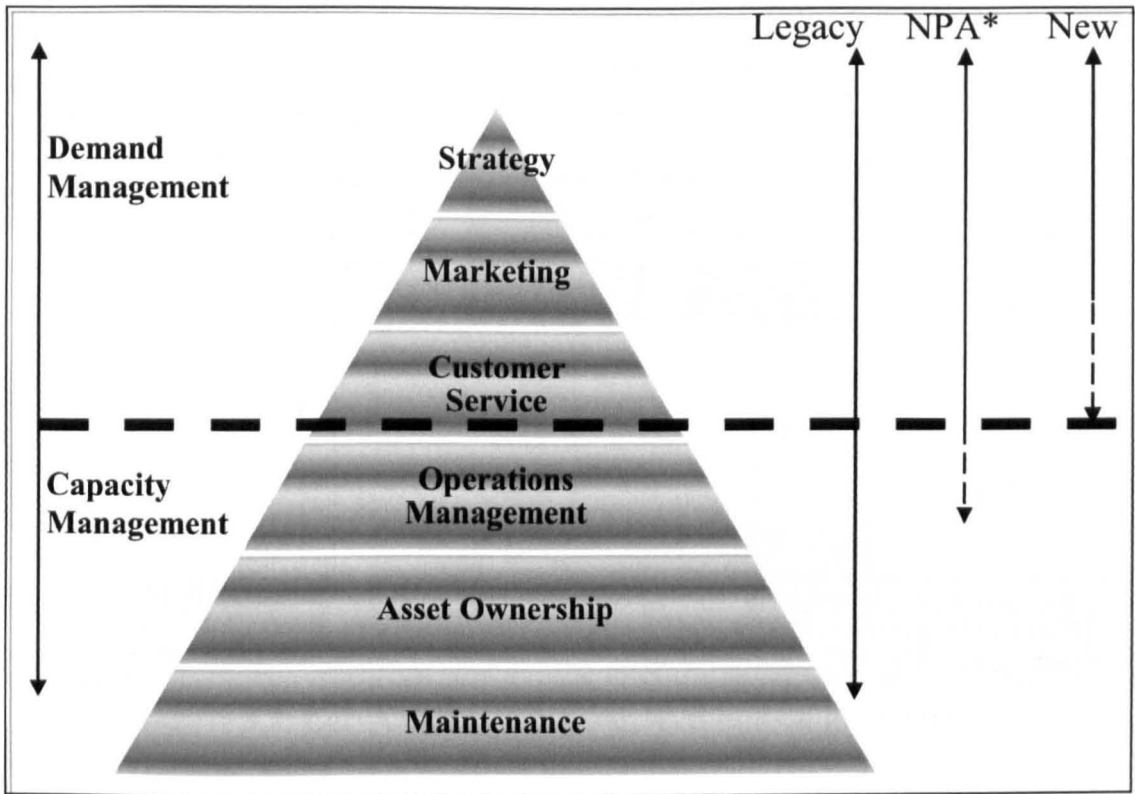 Legacy NPA* New
Demand
Management
Strategy
Marketing
Customer
Service
Capacity
Management
Operations
Management
Asset Ownership
Maintenance